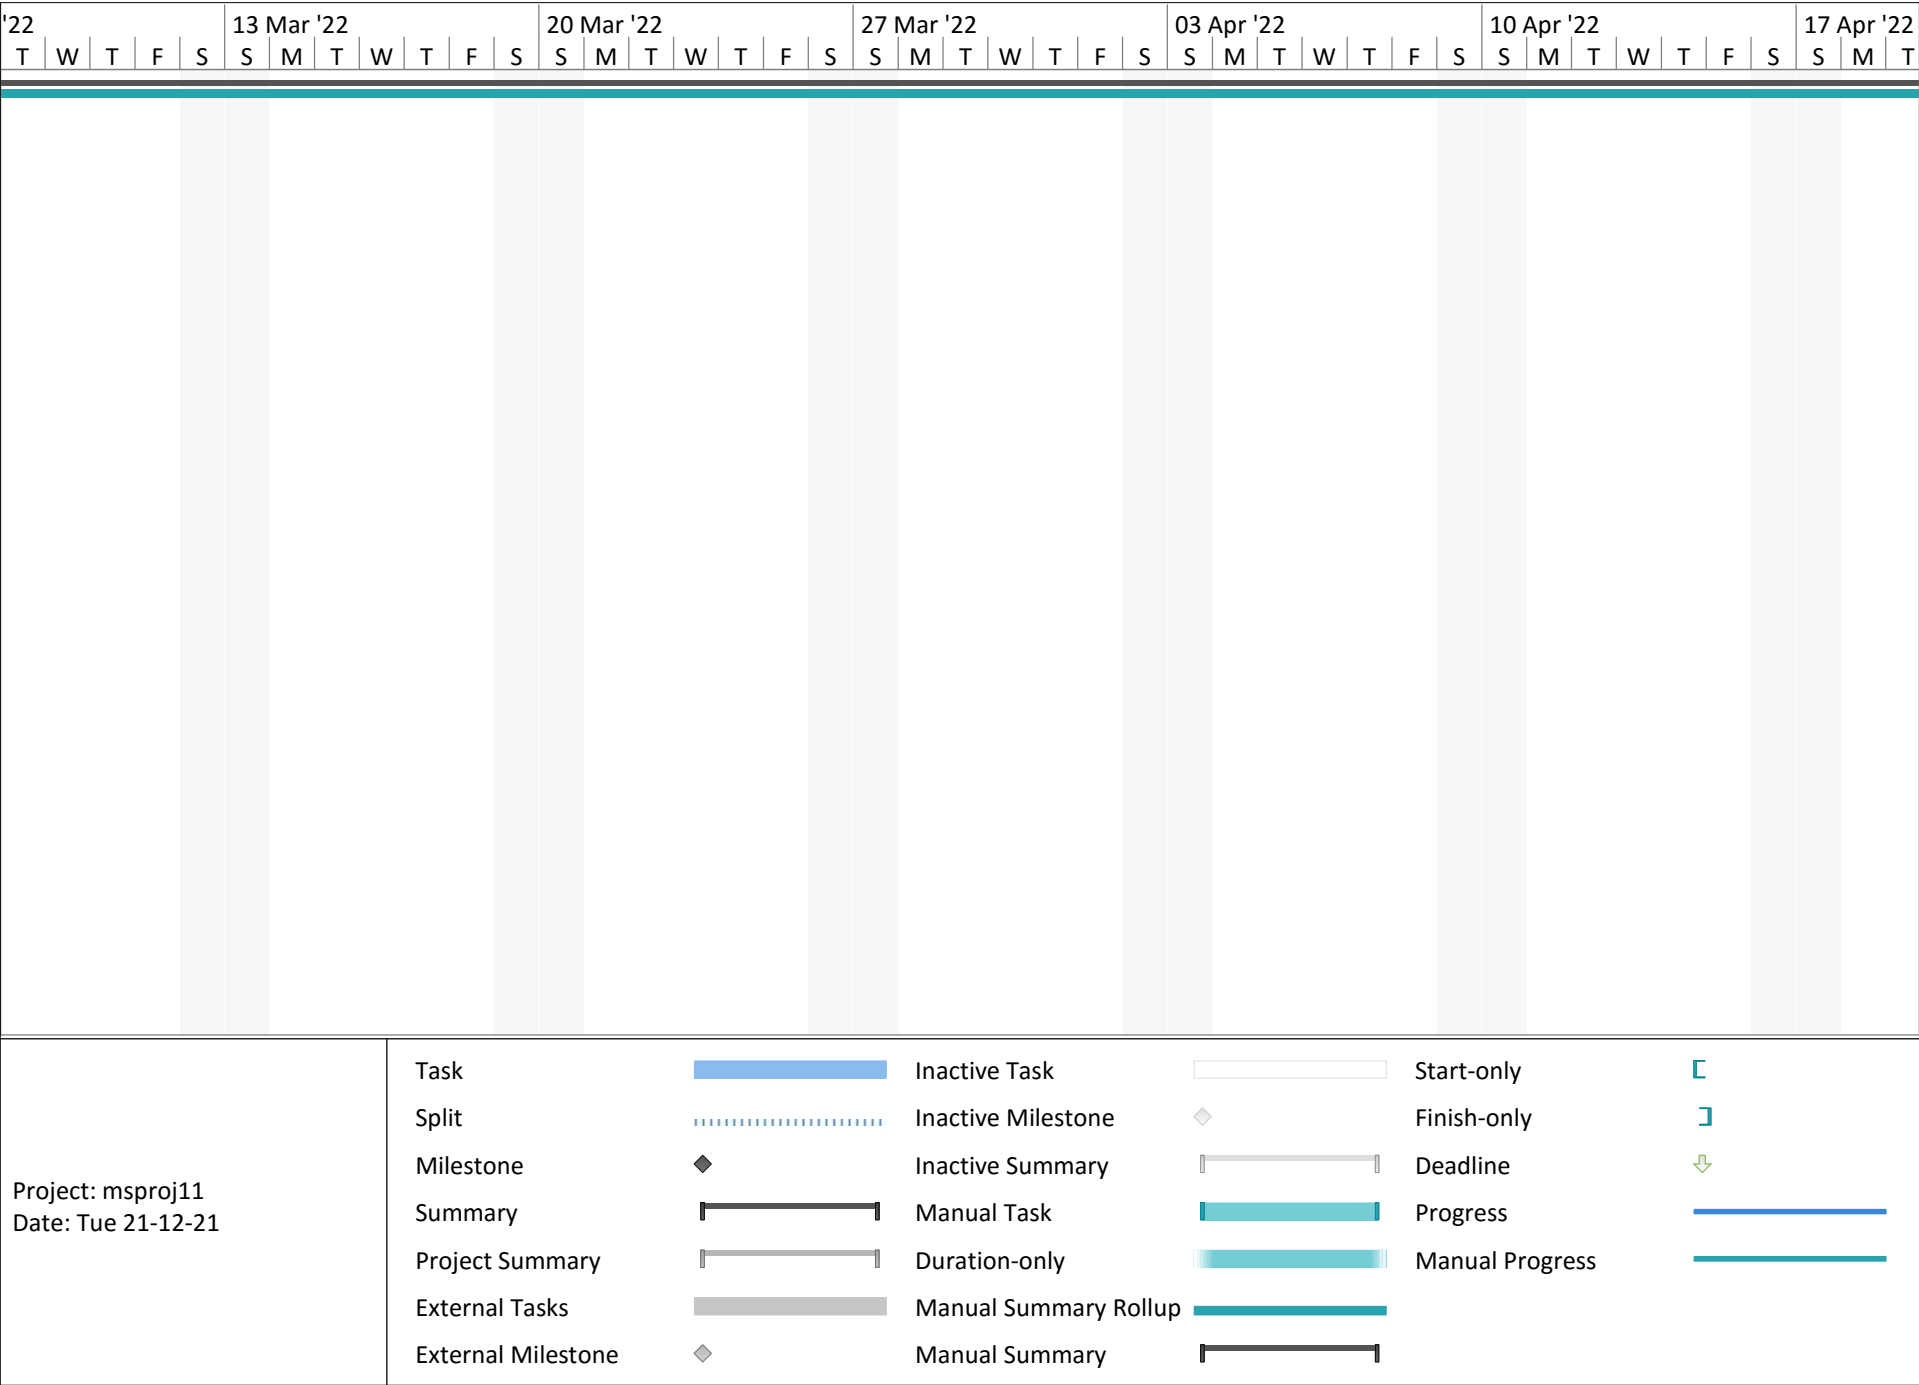 '22 13 Mar '22 20 Mar '22 27 Mar '22 03 Apr '22 10 Apr '22 17 Apr '22
T W T F S S M T W T F S S M T W T F S S M T W T F S S M T W T F S S M T W T F S S M T
Task Inactive Task Start-only
Split Inactive Milestone Finish-only
Milestone Inactive Summary Deadline
Project: msproj11
Date: Tue 21-12-21
Summary Manual Task Progress
Project Summary Duration-only Manual Progress
External Tasks Manual Summary Rollup
External Milestone Manual Summary